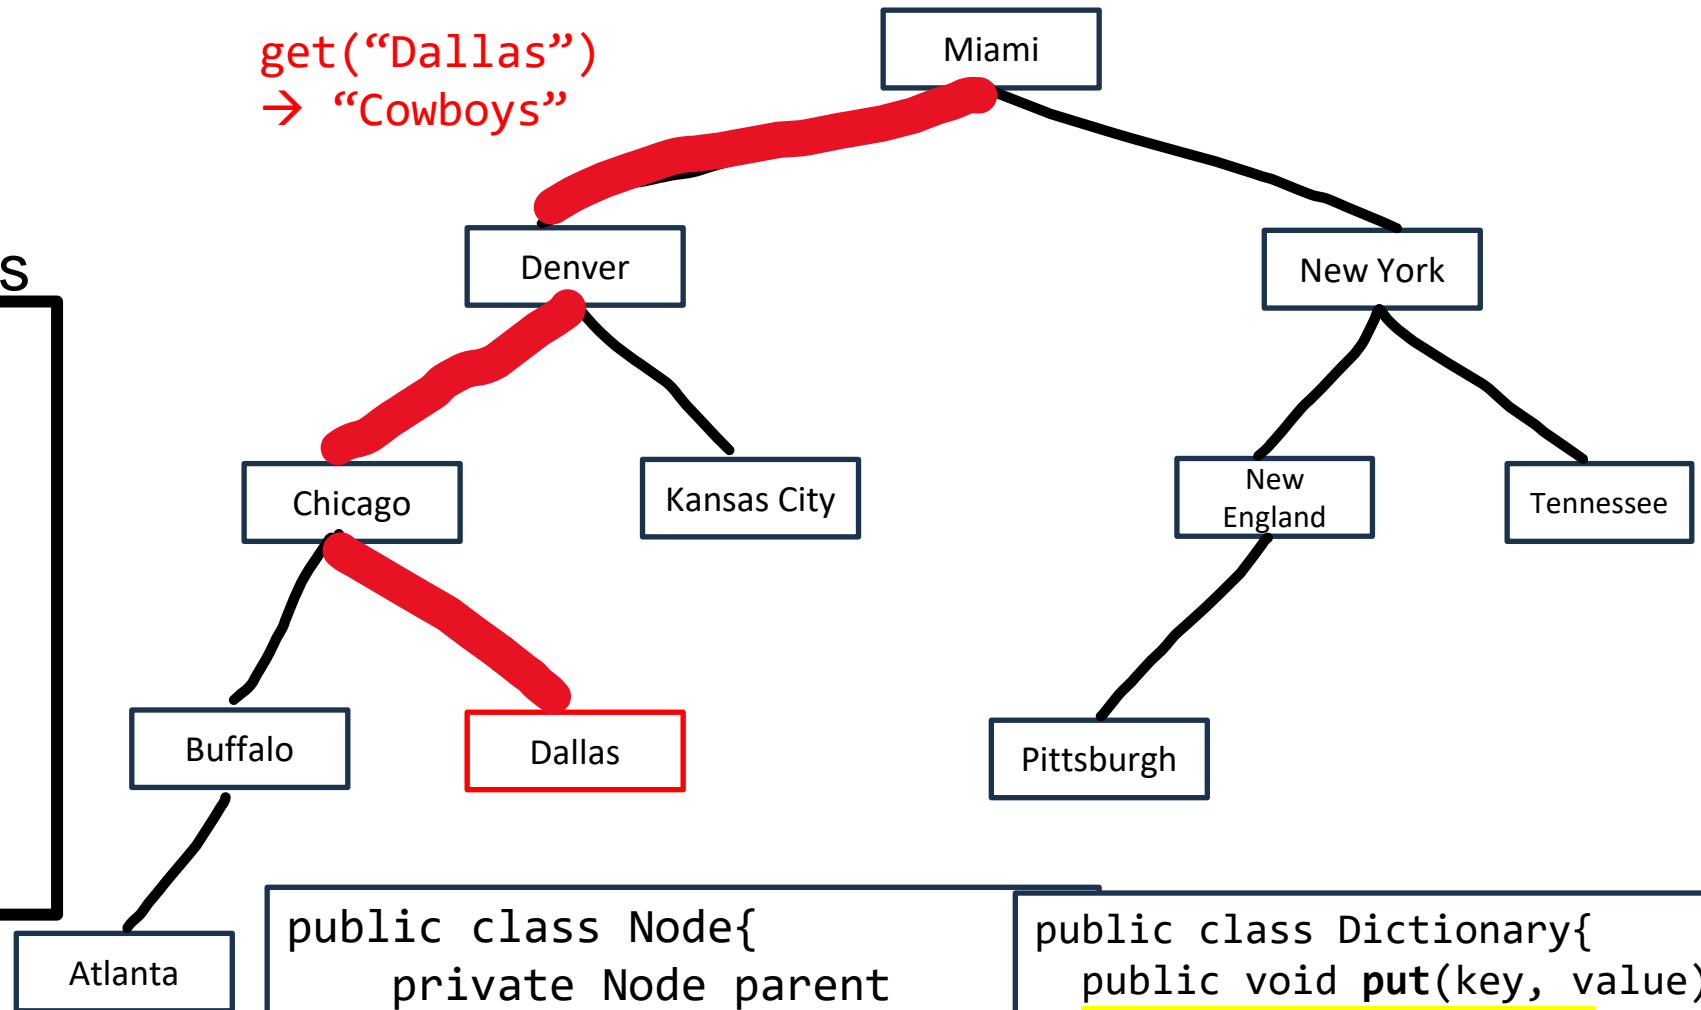 get(“Dallas”)
→ “Cowboys”
Miami
s
Denver
New York
Chicago
Kansas City
New
England
Tennessee
Buffalo
Dallas
Pittsburgh
Atlanta
public class Node{
private Node parent
public class Dictionary{
public void put(key, value)